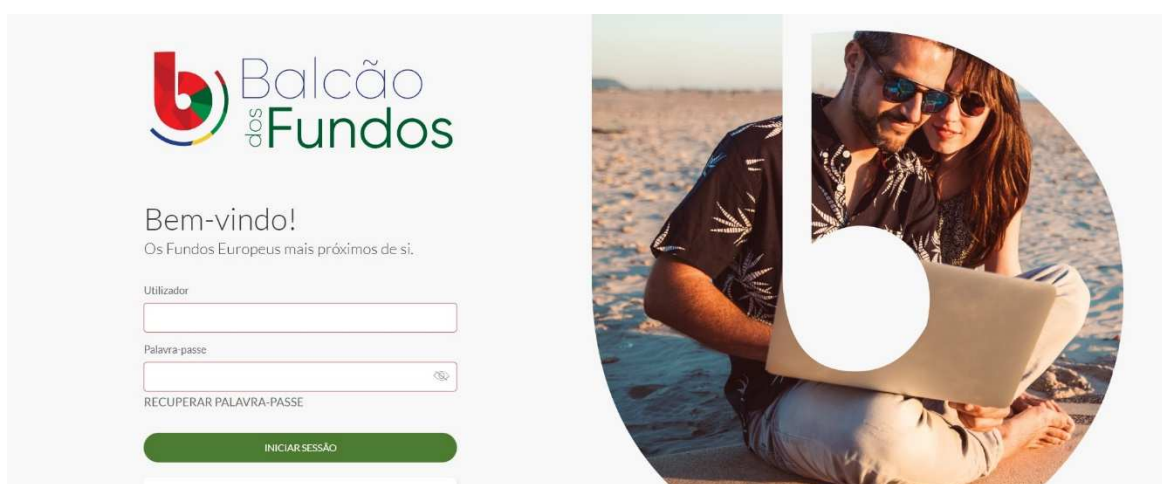 Balcão
dos Fundos
Bem-vindo!
Os Fundos Europeus mais próximos de si.
Utilizador
Palavra-passe
RECUPERAR PALAVRA-PASSE
INICIAR SESSÃO